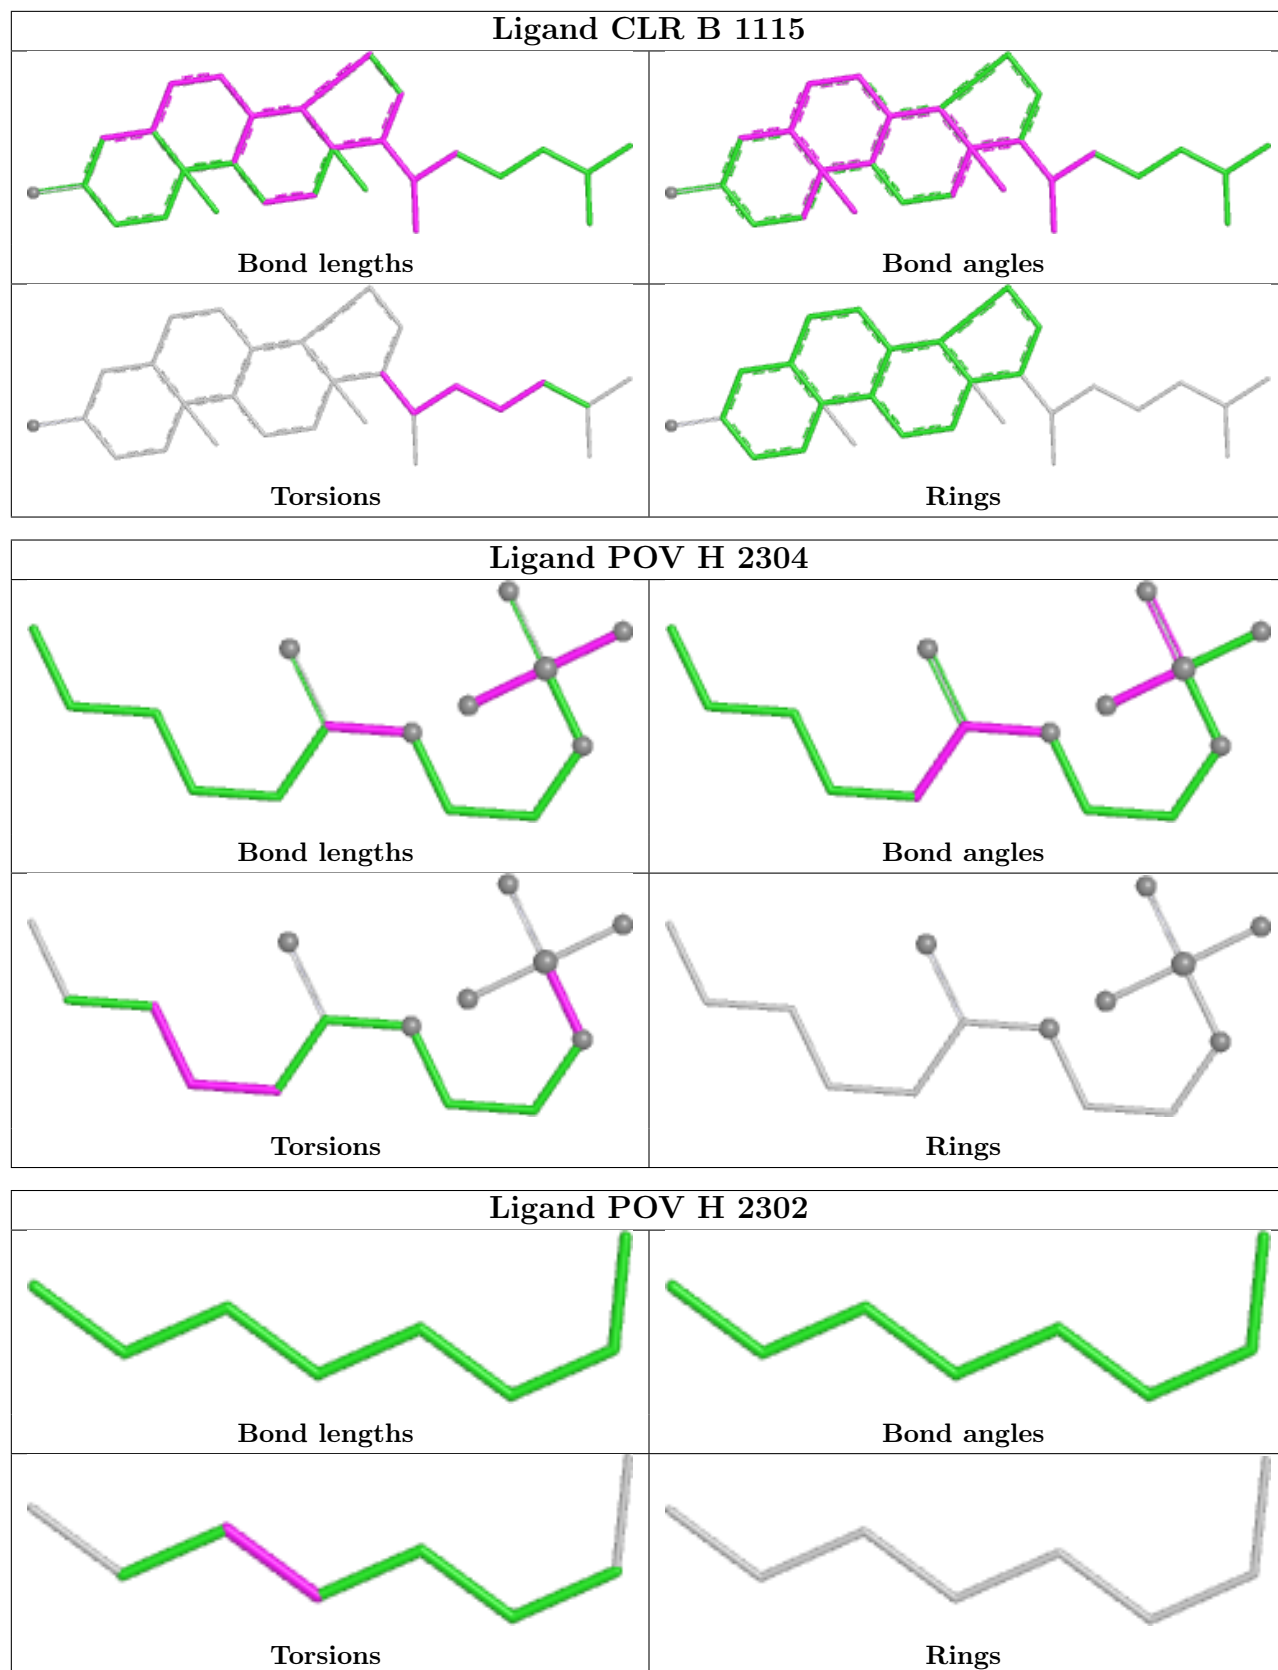 Ligand CLR B 1115
Bond lengths
Bond angles
Torsions
Rings
Ligand POV H 2304
Bond lengths
Bond angles
Torsions
Rings
Ligand POV H 2302
Bond lengths
Bond angles
Torsions
Rings